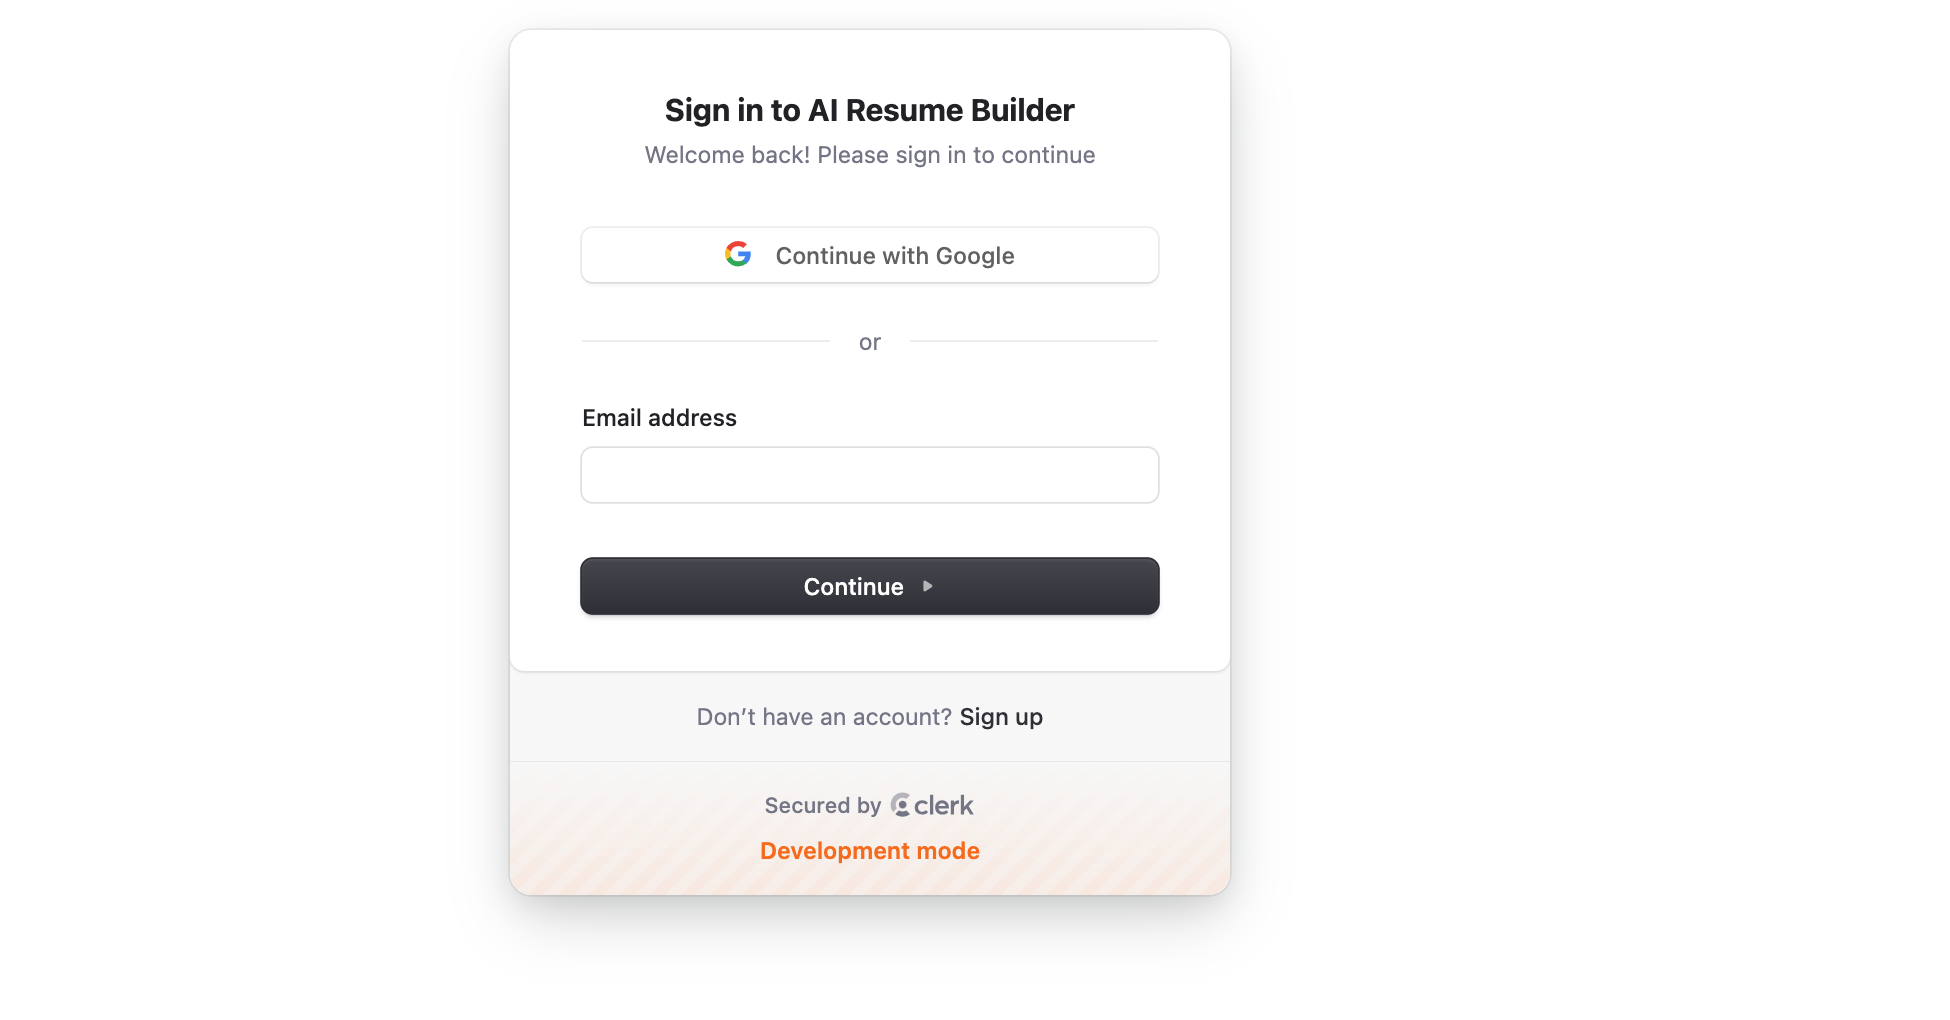 Sign in to AI Resume Builder
Welcome back! Please sign in to continue
Continue with Google
or
Email address
Continue
Don’t have an account? Sign up
Secured by clerk
Development mode